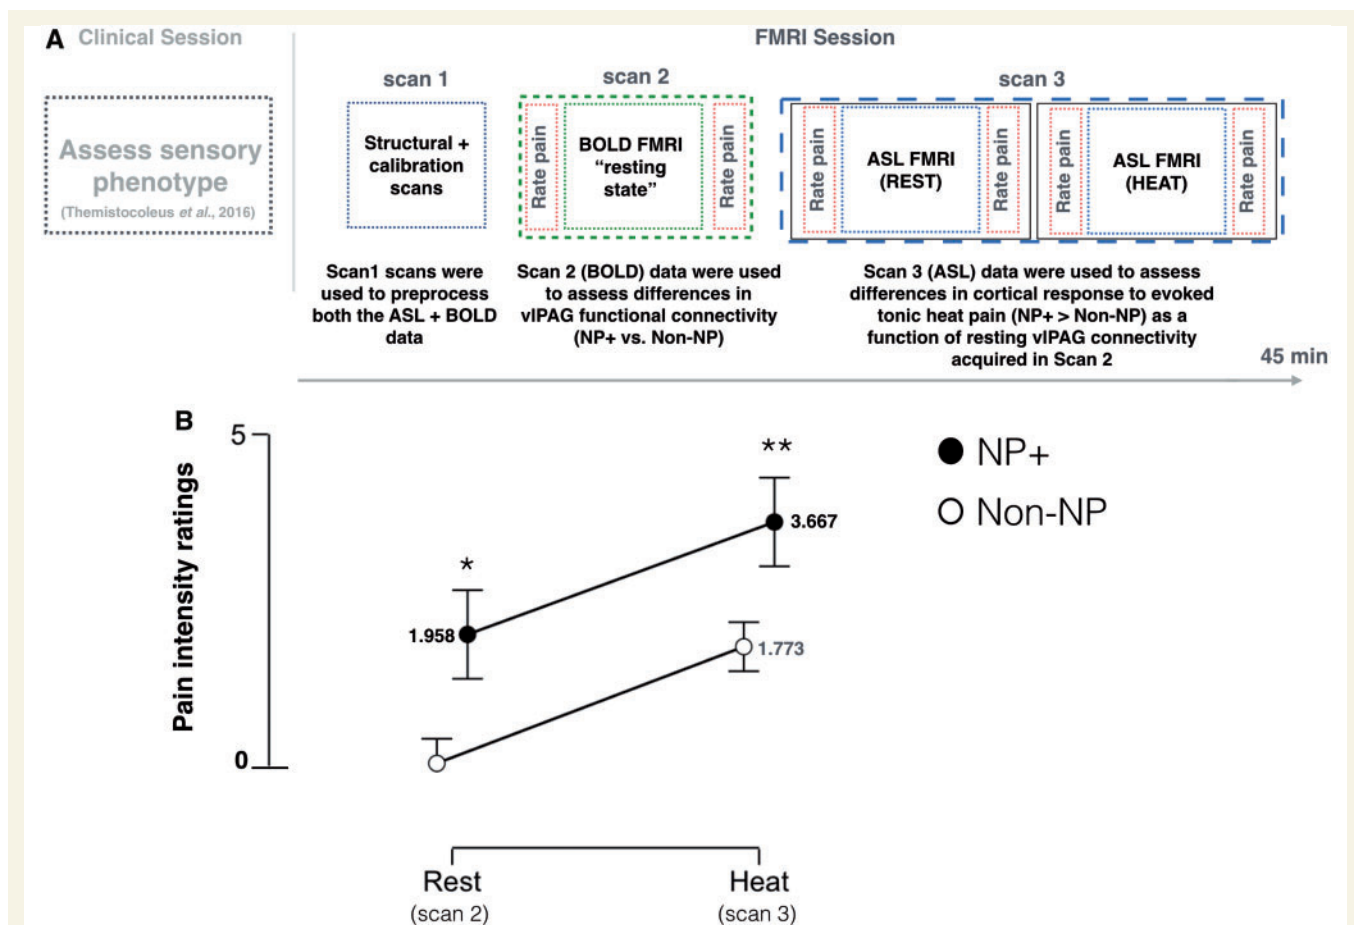 A Clinical Session
FMRI Session
scan 1
scan 2
scan 3
Assess sensory
phenotype
(Themistocoleus et al., 2016)
Structural +
calibration
scans
Rate pain
BOLD FMRI
“resting
state”
Rate pain
Rate pain
ASL FMRI
(REST)
Rate pain
Rate pain
ASL FMRI
(HEAT)
Rate pain
Scan1 scans were
used to preprocess
both the ASL + BOLD
data
Scan 2 (BOLD) data were used
to assess differences in
vlPAG functional connectivity
(NP+ vs. Non-NP)
Scan 3 (ASL) data were used to assess
differences in cortical response to evoked
tonic heat pain (NP+ > Non-NP) as a
function of resting vlPAG connectivity
acquired in Scan 2
45 min
B
5
0
Pain intensity ratings
*
**
1.958
3.667
1.773
NP+
Non-NP
Rest
(scan 2)
Heat
(scan 3)